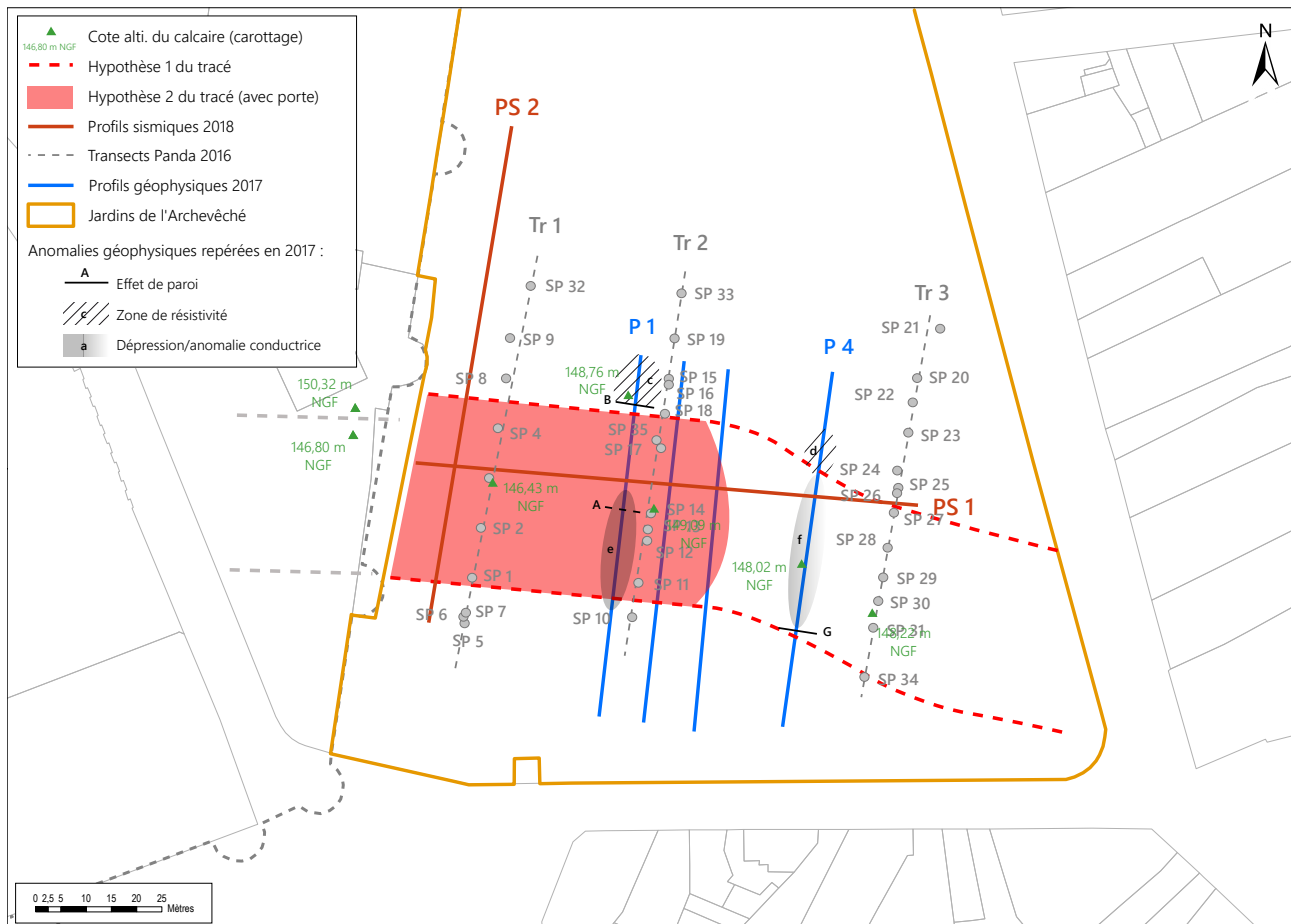 146,80 m NGF
Cote alti. du calcaire (carottage)
Hypothèse 1 du tracé
Hypothèse 2 du tracé (avec porte)
Profils sismiques 2018
Transects Panda 2016
Profils géophysiques 2017
Jardins de l'Archevêché
Anomalies géophysiques repérées en 2017 :
A
Effet de paroi
c
Zone de résistivité
a
Dépression/anomalie conductrice
N
PS 2
Tr 1
Tr 2
Tr 3
SP 32
SP 33
SP 21
P 1
P 4
SP 9
SP 19
SP 8
148,76 m
NGF
c
SP 15
SP 16
SP 20
150,32 m
NGF
B
SP 18
SP 22
146,80 m
NGF
SP 4
SP 35
SP 17
SP 23
d
SP 24
146,43 m
NGF
SP 25
SP 26
PS 1
A
SP 14
SP 27
149,09 m
NGF
SP 2
SP 13
SP 12
e
f
SP 28
148,02 m
NGF
SP 1
SP 11
SP 29
SP 6
SP 7
SP 5
SP 10
SP 30
G
SP 31
148,22 m
NGF
SP 34
0 2,5 5 10 15 20 25
Mètres